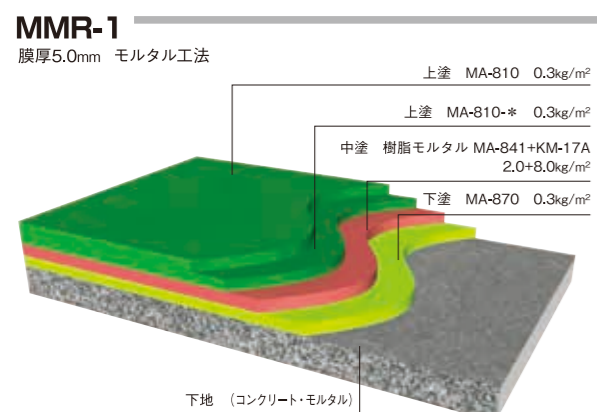 MMR-1
膜厚5.0mm モルタル工法
上塗 MA-810 0.3kg/m²
上塗 MA-810-* 0.3kg/m²
中塗 樹脂モルタル MA-841+KM-17A
2.0+8.0kg/m²
下塗 MA-870 0.3kg/m²
下地 (コンクリート・モルタル)